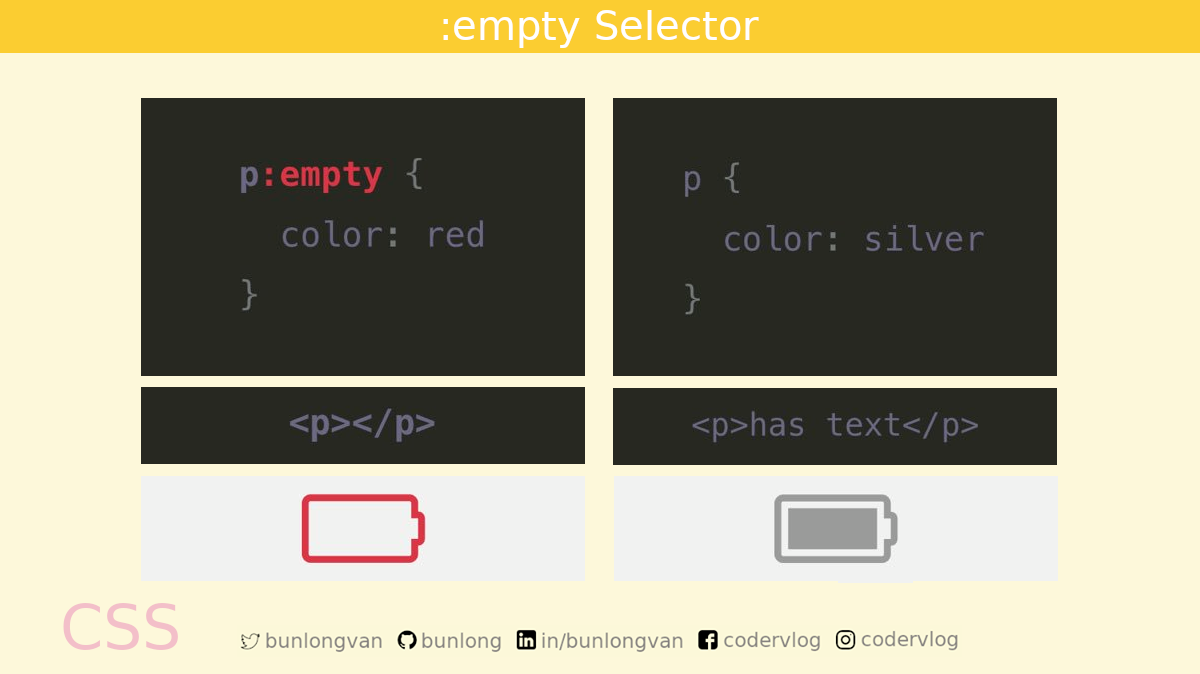 :empty Selector
p:empty {
color: red
}
<p></p>
p {
color: silver
}
<p>has text</p>
CSS
bunlongvan bunlong in/bunlongvan codervlog codervlog